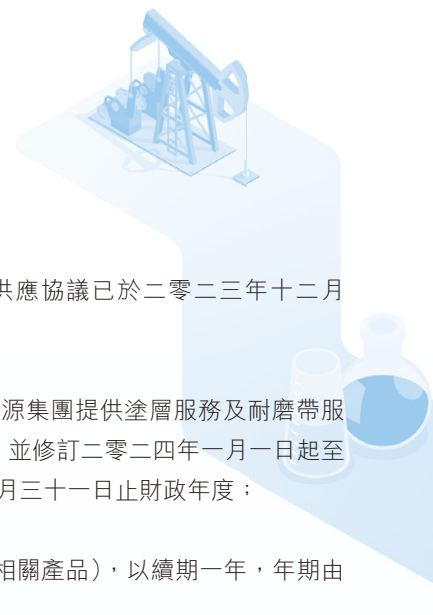 供應協議已於二零二三年十二月
源集團提供塗層服務及耐磨帶服
，並修訂二零二四年一月一日起至
月三十一日止財政年度；
相關產品），以續期一年，年期由